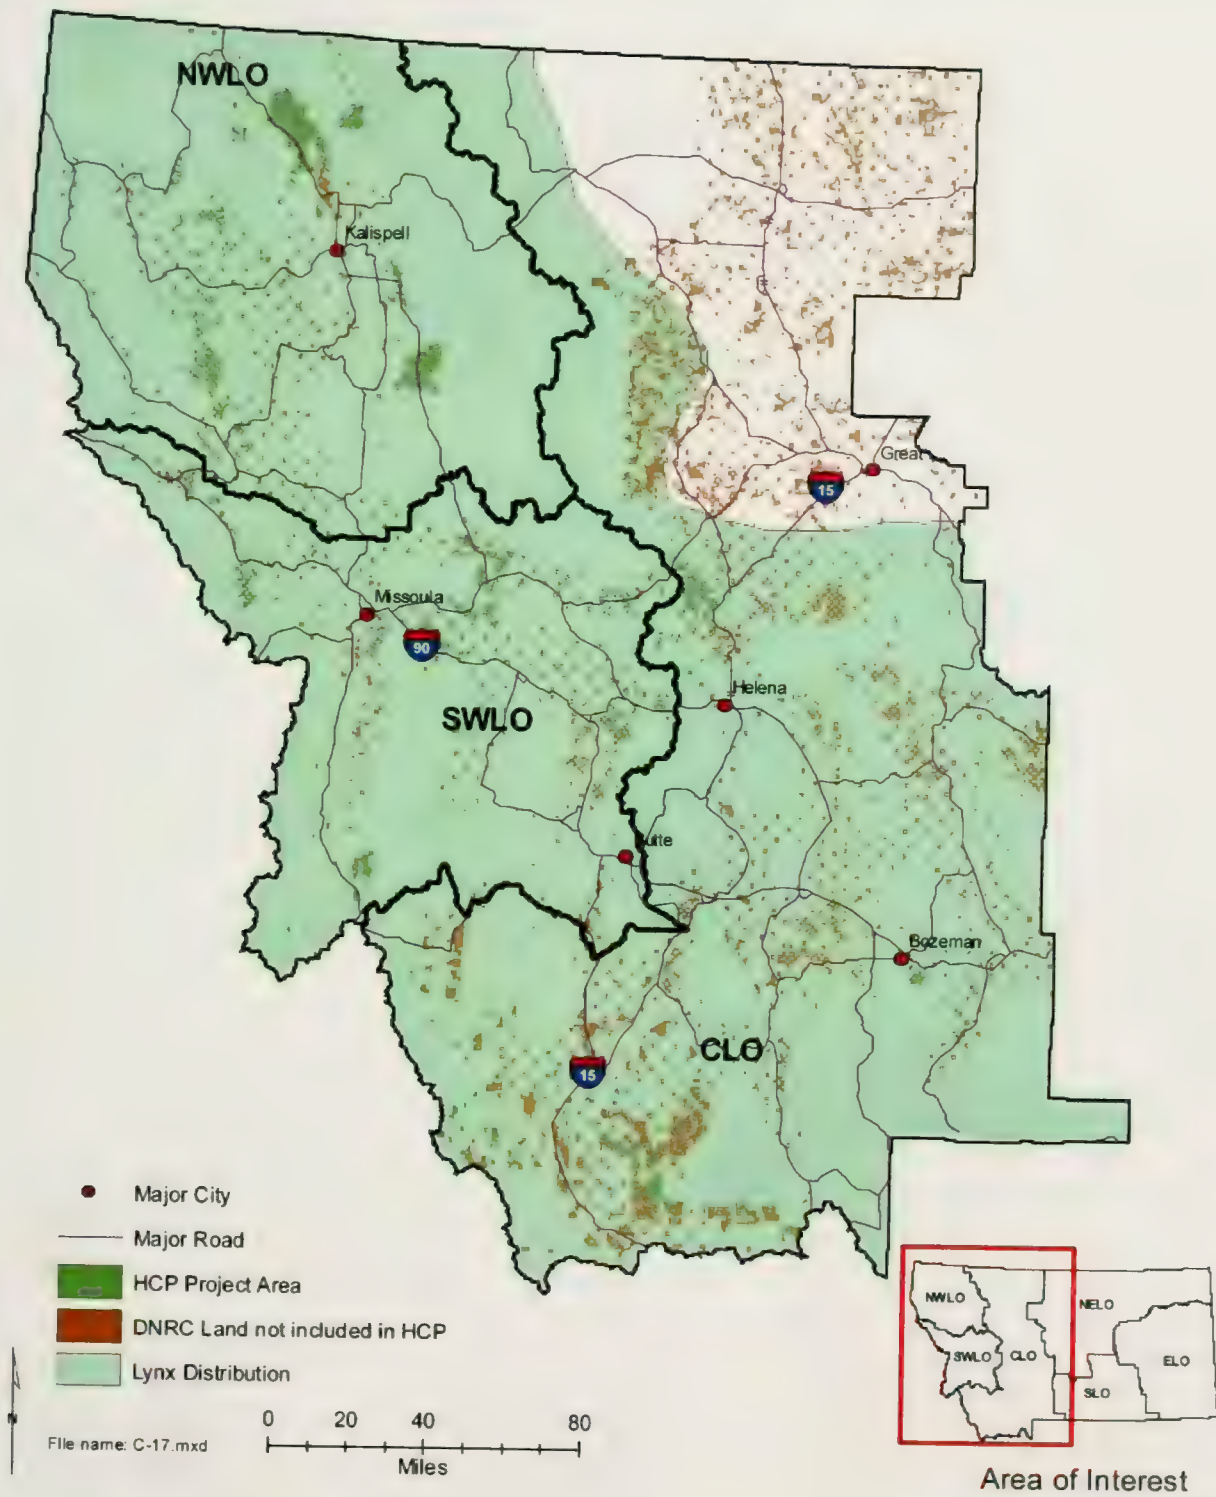 NWLO
Kalispell
Great
15
Missoula
90
Helena
SWLO
Butte
Bozeman
CLO
15
Major City
Major Road
HCP Project Area
DNRC Land not included in HCP
Lynx Distribution
N
File name: C-17.mxd
0 20 40 80
Miles
NWLO
NELO
SWLO
CLO
ELO
SLO
Area of Interest